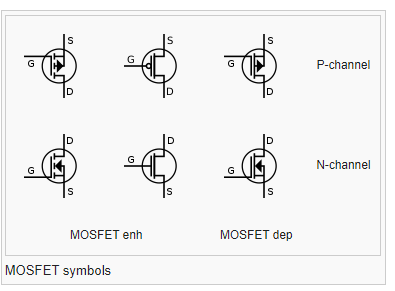 S S S
G G G P-channel
D D D
D D D N-channel
G G G
S S S
MOSFET enh MOSFET dep
MOSFET symbols